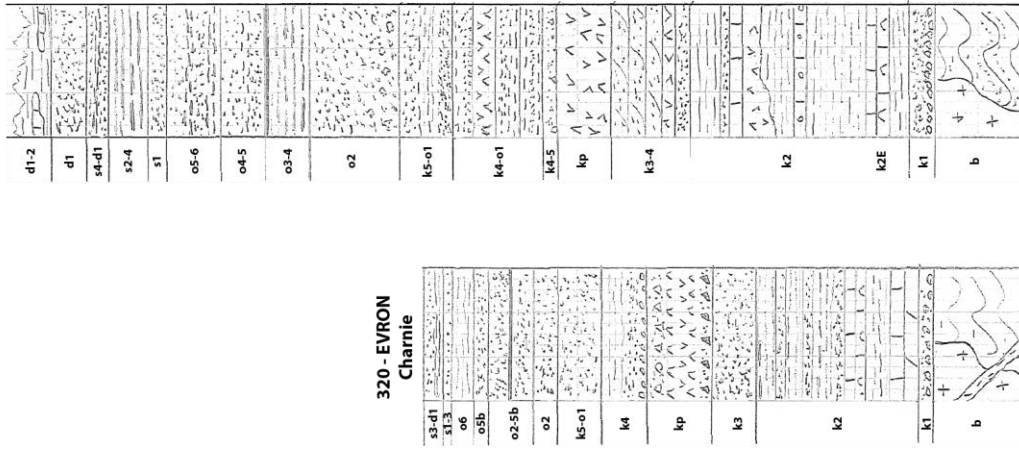 d1-2
d1
s4-d1
s2-4
s1
o5-6
o4-5
o3-4
o2
k5-o1
k4-o1
k4-5
kp
k3-4
k2
k2E
k1
b
320 - EVRON
Charnie
s3-d1
s1-3
o6
o5b
o2-5b
o2
k5-o1
k4
kp
k3
k2
k1
b